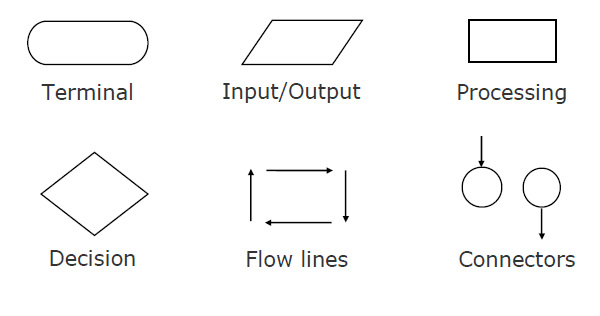 Terminal
Input/Output
Processing
Decision
Flow lines
Connectors